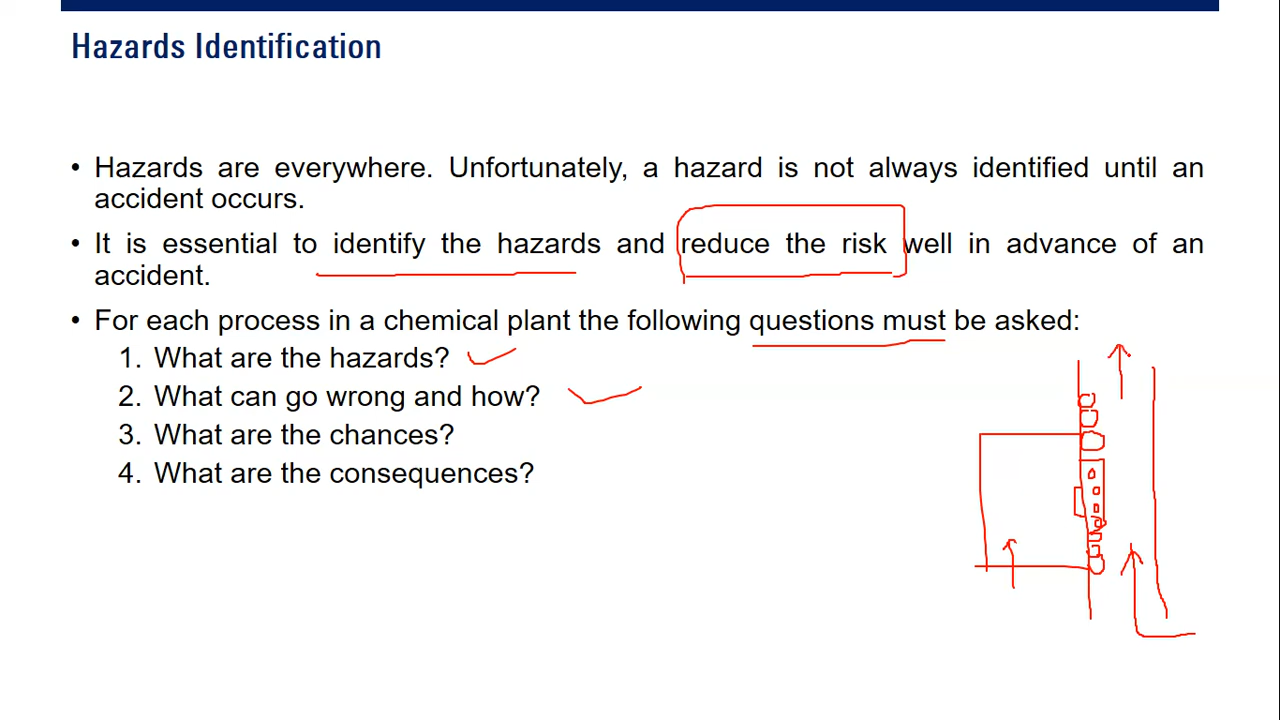 Hazards Identification
• Hazards are everywhere. Unfortunately, a hazard is not always identified until an
accident occurs.
• It is essential to identify the hazards and reduce the risk well in advance of an
accident.
• For each process in a chemical plant the following questions must be asked:
1. What are the hazards?
2. What can go wrong and how?
3. What are the chances?
4. What are the consequences?